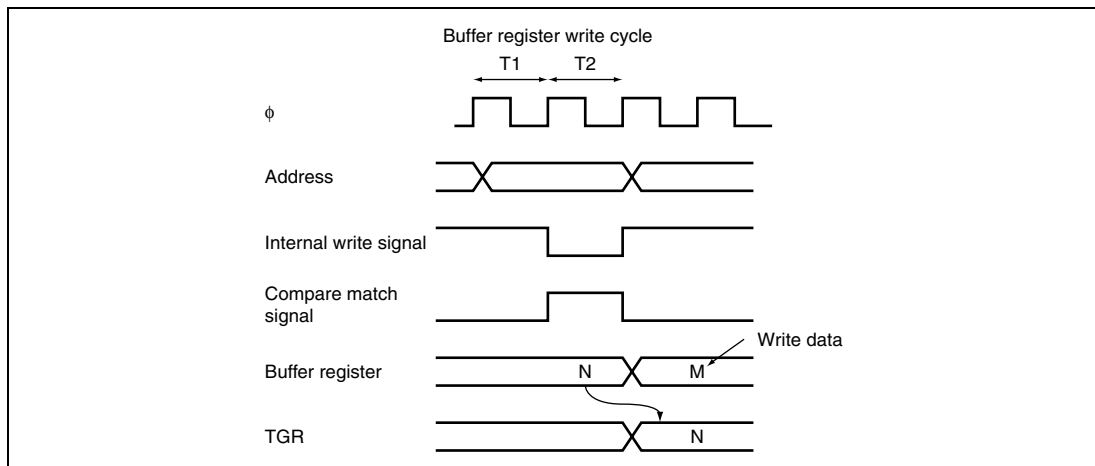 Buffer register write cycle
T1 T2
ϕ
Address
Internal write signal
Compare match
signal
Write data
Buffer register N M
TGR N